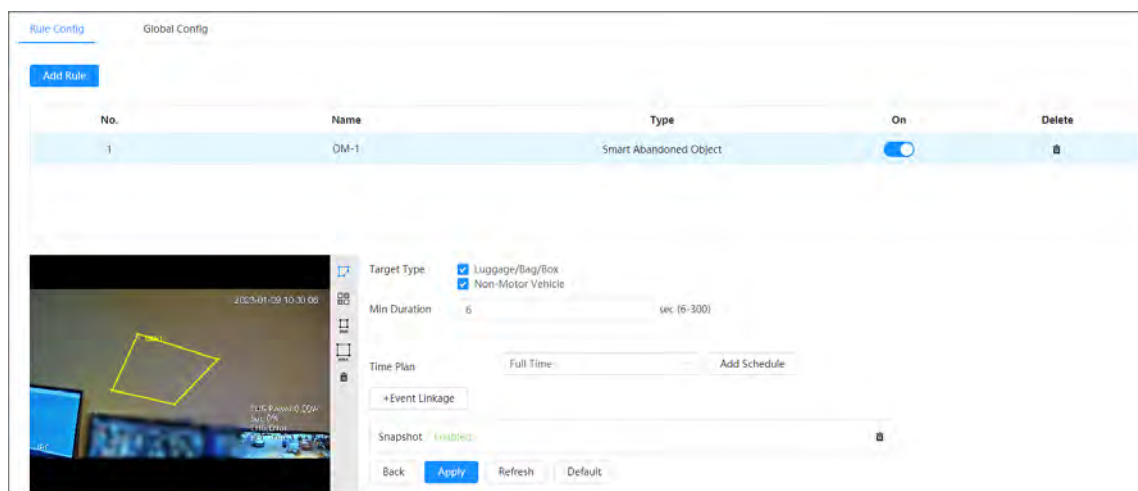 Rule Config Global Config
Add Rule
No. Name Type On Delete
1 OM-1 Smart Abandoned Object
Target Type Luggage/Bag/Box
Non-Motor Vehicle
2023-01-09 10:30:06
Min Duration 6 sec (6-300)
Time Plan Full Time Add Schedule
+Event Linkage
Snapshot Enabled
Back Apply Refresh Default